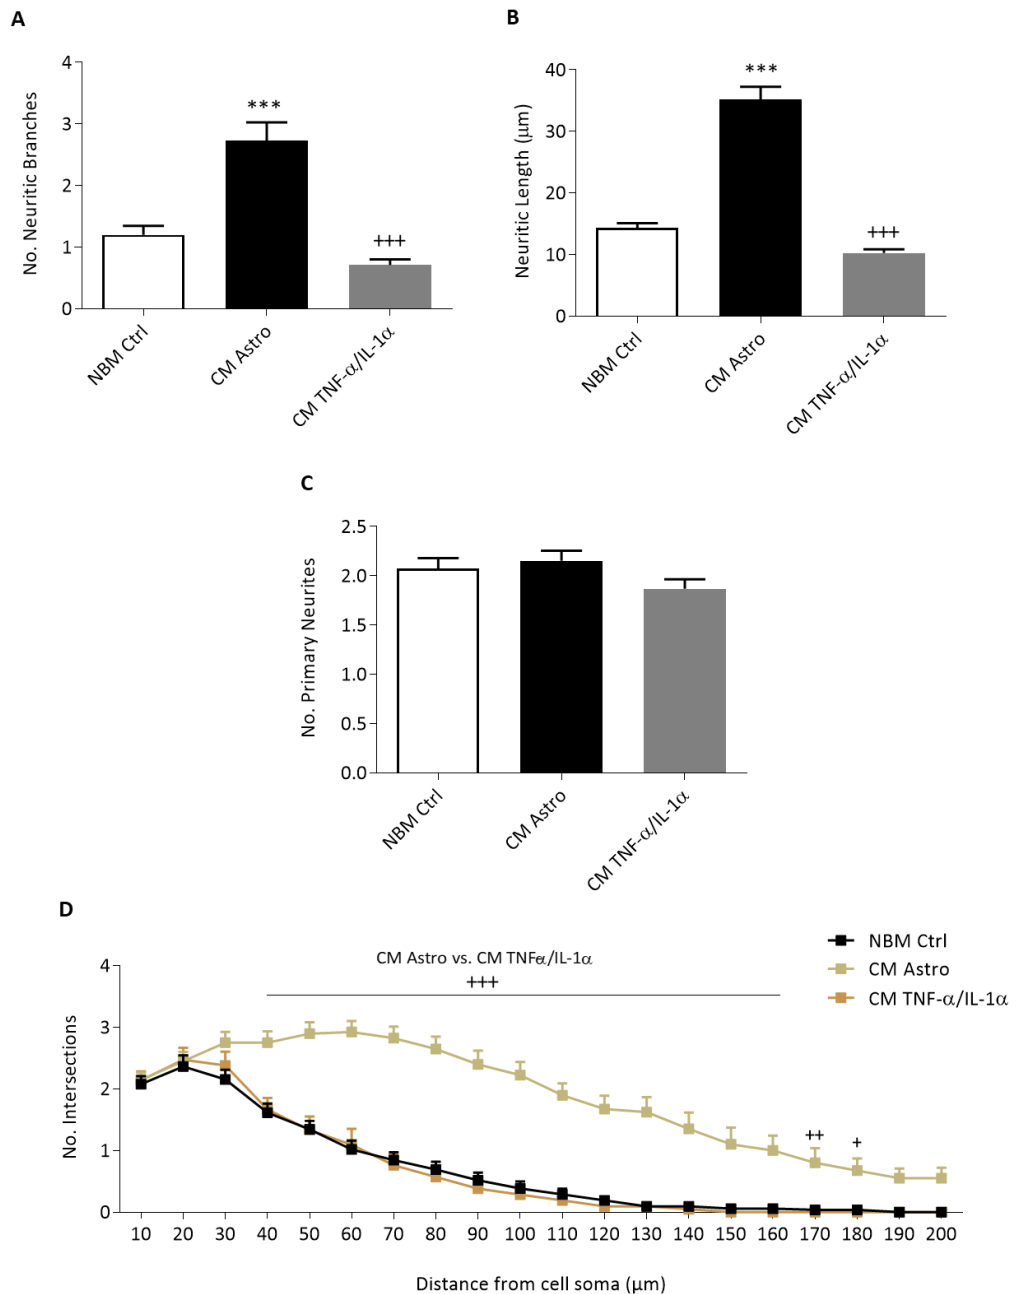 A
No. Neuritic Branches
4
3
2
1
0
***
+++
NBM Ctrl
CM Astro
CM TNF-α/IL-1α
B
Neuritic Length (μm)
40
30
20
10
0
***
+++
NBM Ctrl
CM Astro
CM TNF-α/IL-1α
C
No. Primary Neurites
2.5
2.0
1.5
1.0
0.5
0.0
NBM Ctrl
CM Astro
CM TNF-α/IL-1α
D
NBM Ctrl
CM Astro
CM TNF-α/IL-1α
CM Astro vs. CM TNFα/IL-1α
+++
++
+
No. Intersections
4
3
2
1
0
10 20 30 40 50 60 70 80 90 100 110 120 130 140 150 160 170 180 190 200
Distance from cell soma (μm)